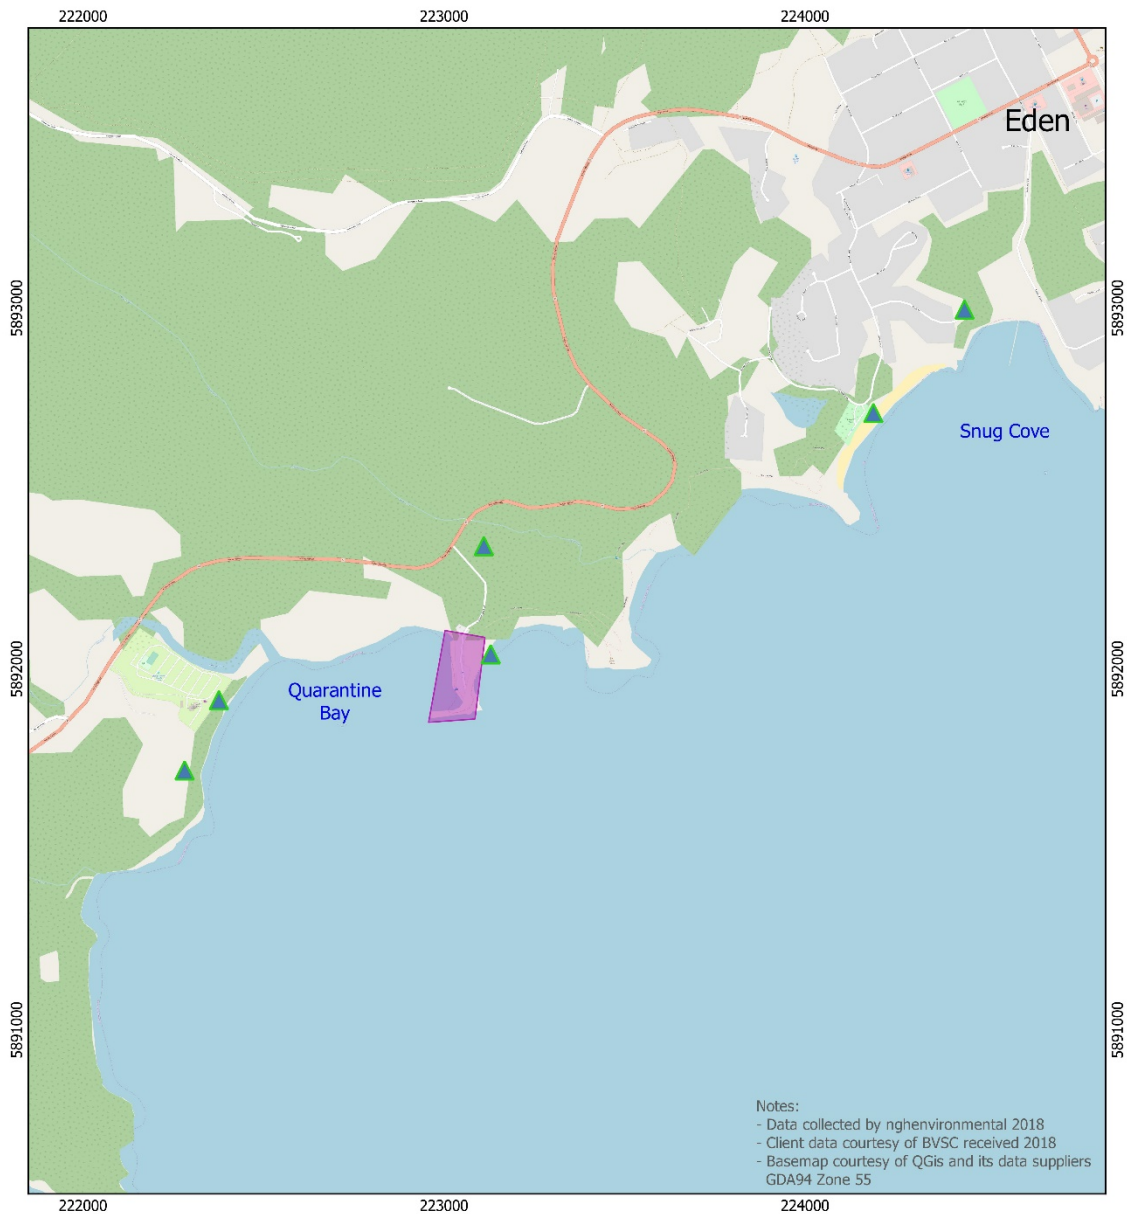 222000
223000
224000
Eden
5893000
5893000
Snug Cove
5892000
5892000
Quarantine
Bay
5891000
5891000
Notes:
- Data collected by nghenvironmental 2018
- Client data courtesy of BVSC received 2018
- Basemap courtesy of QGis and its data suppliers
GDA94 Zone 55
222000
223000
224000